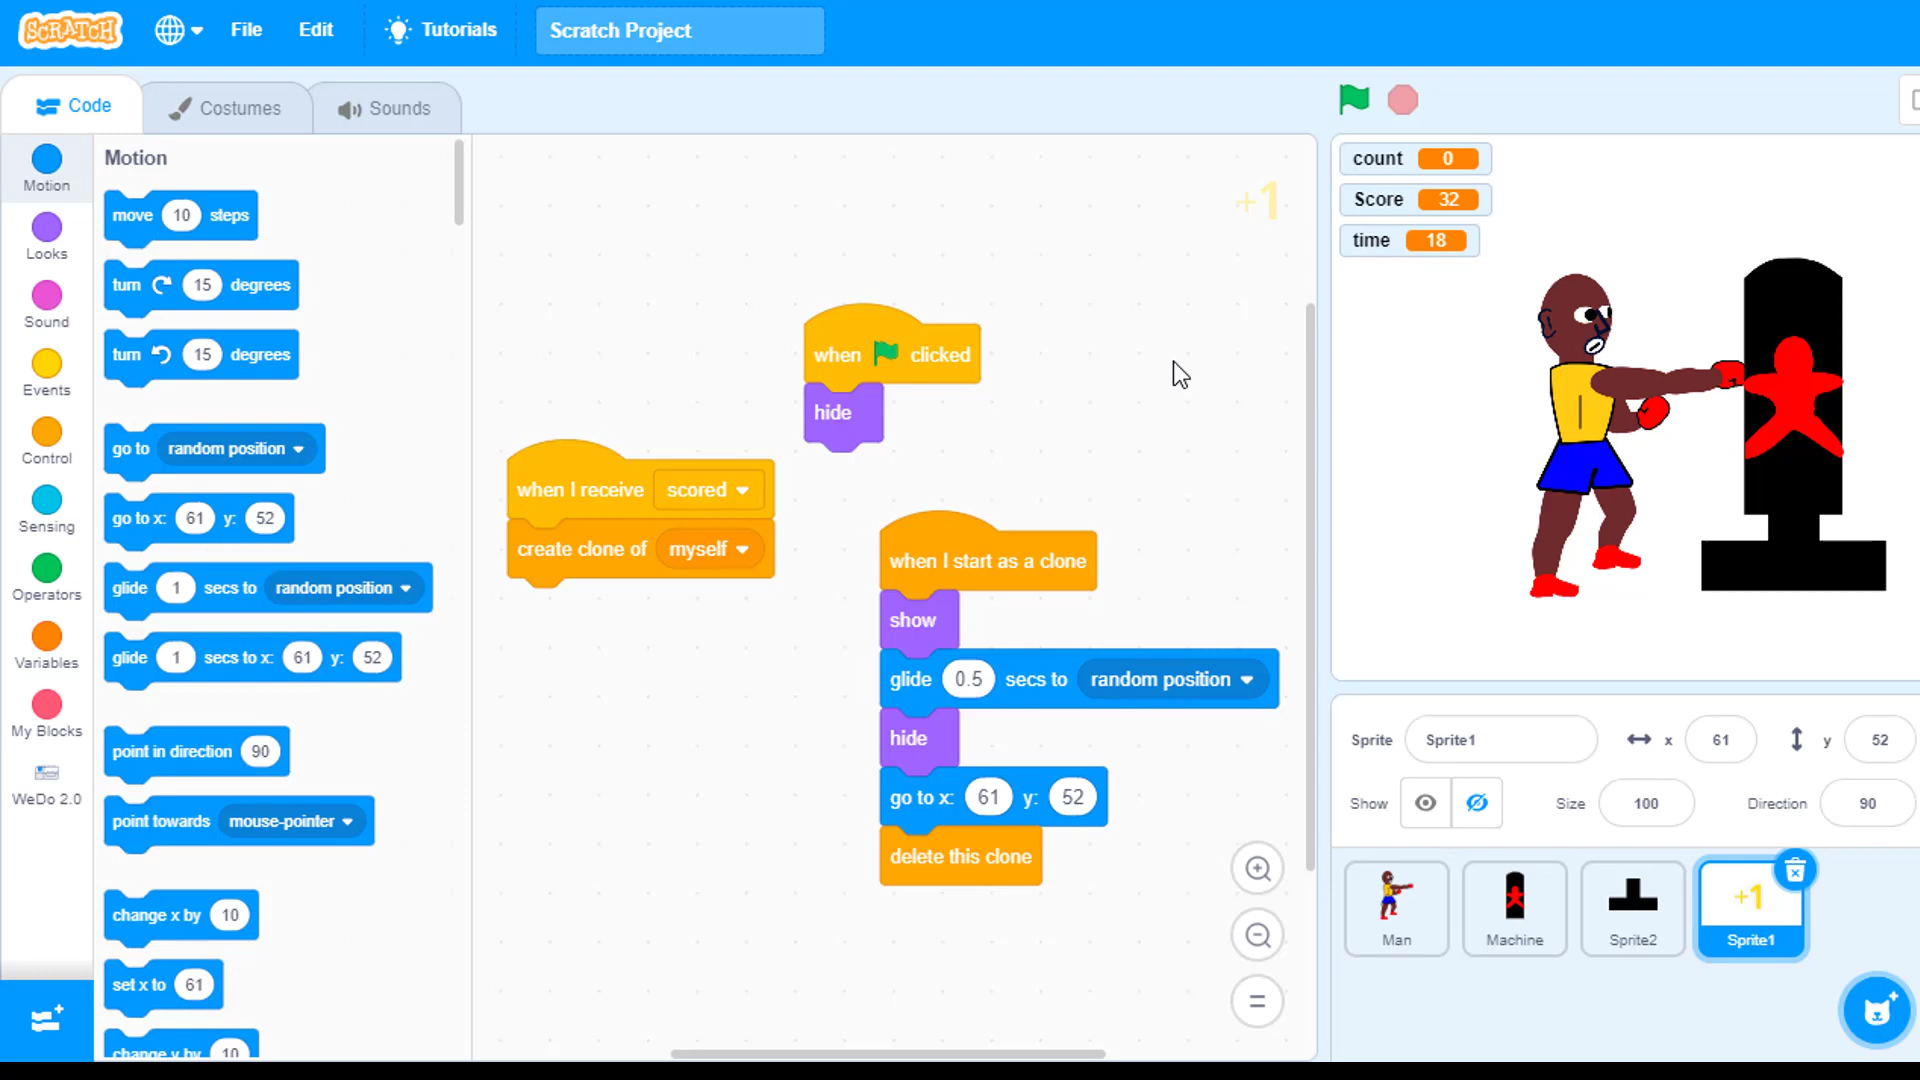 SCRATCH
File
Edit
Tutorials
Scratch Project
Code
Costumes
Sounds
Motion
Looks
Sound
Events
Control
Sensing
Operators
Variables
My Blocks
WeDo 2.0
Motion
move 10 steps
turn 15 degrees
turn 15 degrees
go to random position
go to x: 61 y: 52
glide 1 secs to random position
glide 1 secs to x: 61 y: 52
point in direction 90
point towards mouse-pointer
change x by 10
set x to 61
change y by 10
+1
when clicked
hide
when I receive scored
create clone of myself
when I start as a clone
show
glide 0.5 secs to random position
hide
go to x: 61 y: 52
delete this clone
count 0
Score 32
time 18
Sprite Sprite1 x 61 y 52
Show Size 100 Direction 90
Man
Machine
Sprite2
+1
Sprite1